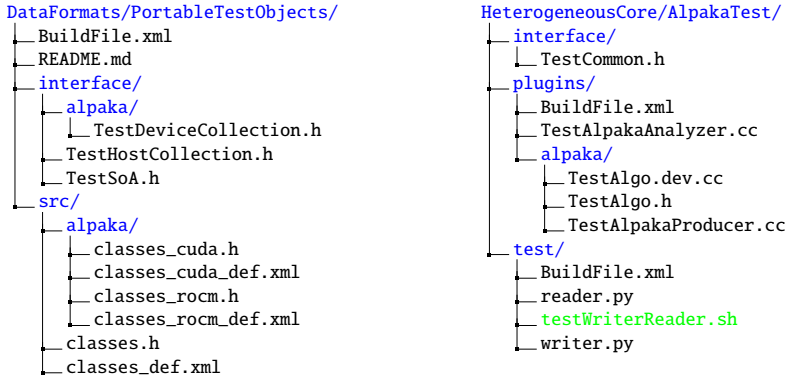 DataFormats/PortableTestObjects/
BuildFile.xml
README.md
interface/
alpaka/
TestDeviceCollection.h
TestHostCollection.h
TestSoA.h
src/
alpaka/
classes_cuda.h
classes_cuda_def.xml
classes_rocm.h
classes_rocm_def.xml
classes.h
classes_def.xml
HeterogeneousCore/AlpakaTest/
interface/
TestCommon.h
plugins/
BuildFile.xml
TestAlpakaAnalyzer.cc
alpaka/
TestAlgo.dev.cc
TestAlgo.h
TestAlpakaProducer.cc
test/
BuildFile.xml
reader.py
testWriterReader.sh
writer.py